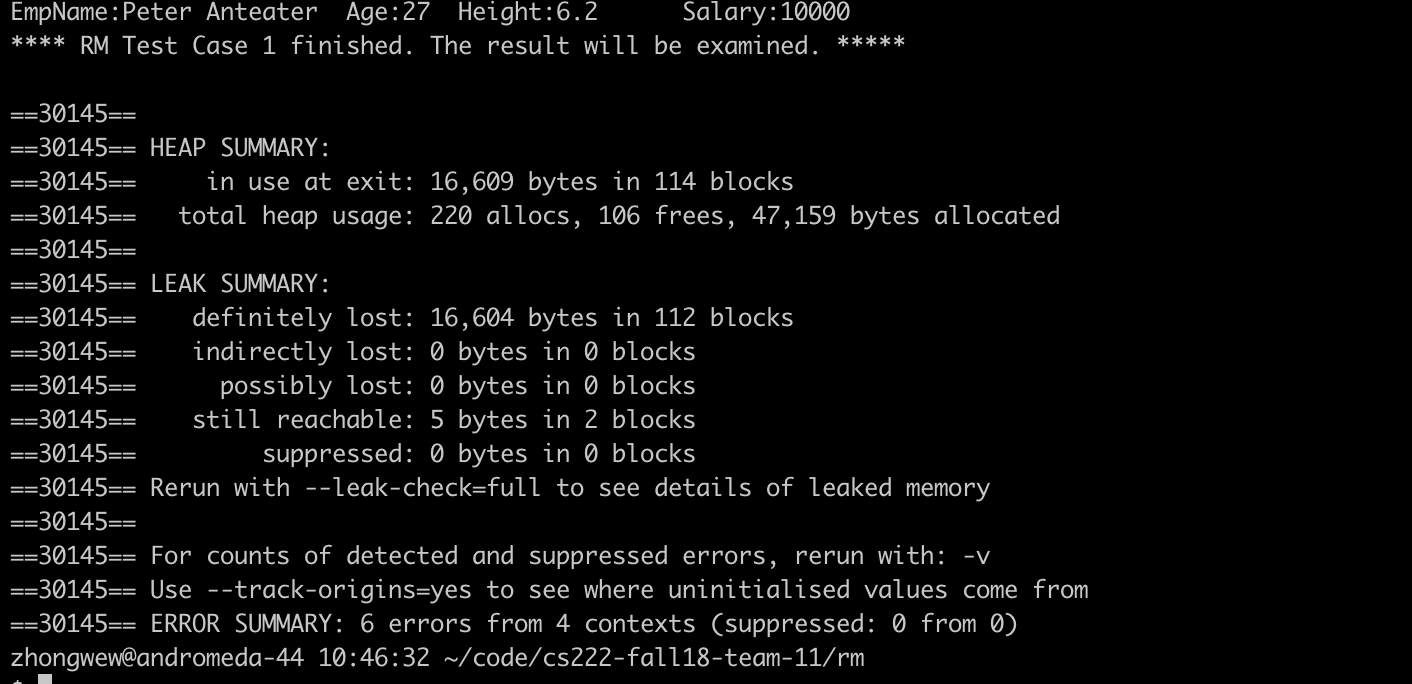 EmpName:Peter Anteater  Age:27  Height:6.2      Salary:10000
**** RM Test Case 1 finished. The result will be examined. *****
==30145==
==30145== HEAP SUMMARY:
==30145==     in use at exit: 16,609 bytes in 114 blocks
==30145==   total heap usage: 220 allocs, 106 frees, 47,159 bytes allocated
==30145==
==30145== LEAK SUMMARY:
==30145==    definitely lost: 16,604 bytes in 112 blocks
==30145==    indirectly lost: 0 bytes in 0 blocks
==30145==      possibly lost: 0 bytes in 0 blocks
==30145==    still reachable: 5 bytes in 2 blocks
==30145==         suppressed: 0 bytes in 0 blocks
==30145== Rerun with --leak-check=full to see details of leaked memory
==30145==
==30145== For counts of detected and suppressed errors, rerun with: -v
==30145== Use --track-origins=yes to see where uninitialised values come from
==30145== ERROR SUMMARY: 6 errors from 4 contexts (suppressed: 0 from 0)
zhongwew@andromeda-44 10:46:32 ~/code/cs222-fall18-team-11/rm